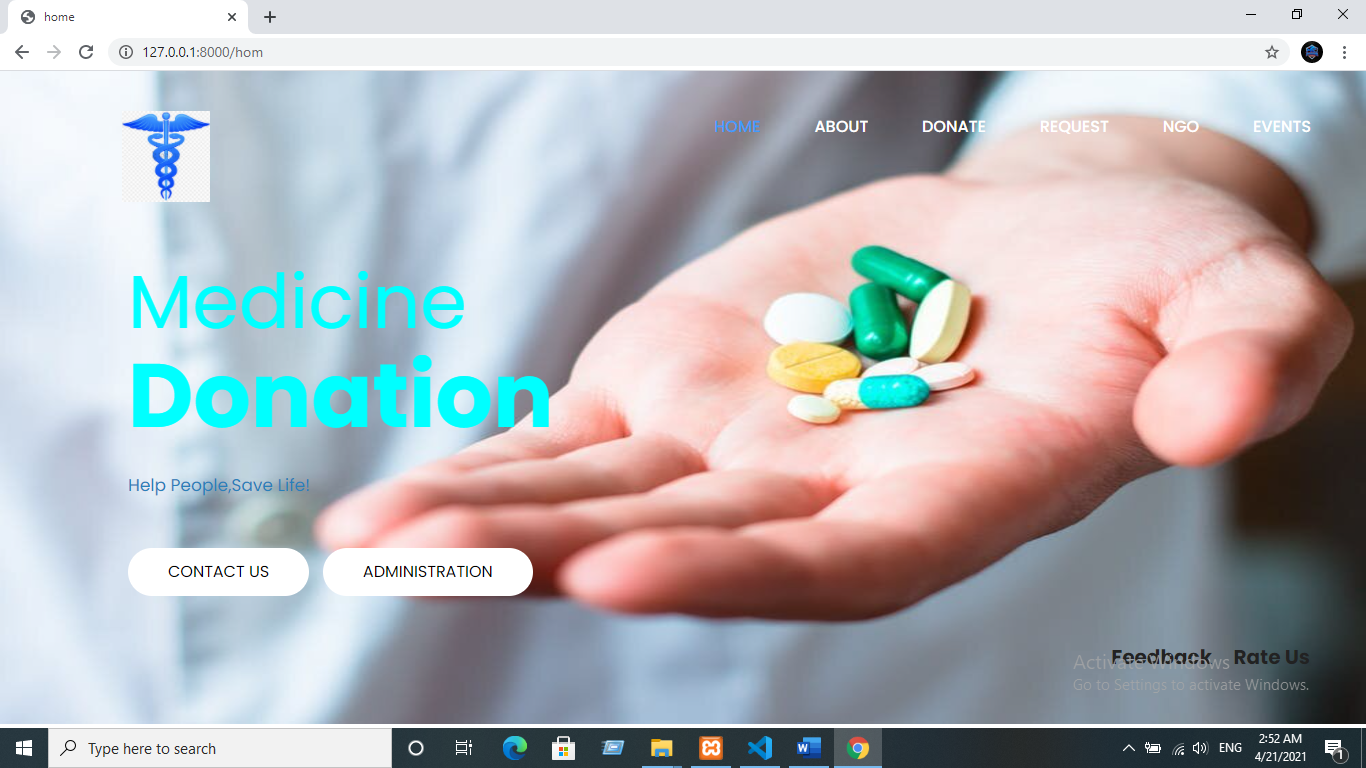 home
127.0.0.1:8000/hom
HOME ABOUT DONATE REQUEST NGO EVENTS
Medicine
Donation
Help People,Save Life!
CONTACT US ADMINISTRATION
Feedback Rate Us
Activate Windows
Go to Settings to activate Windows.
Type here to search
ENG
2:52 AM
4/21/2021
1